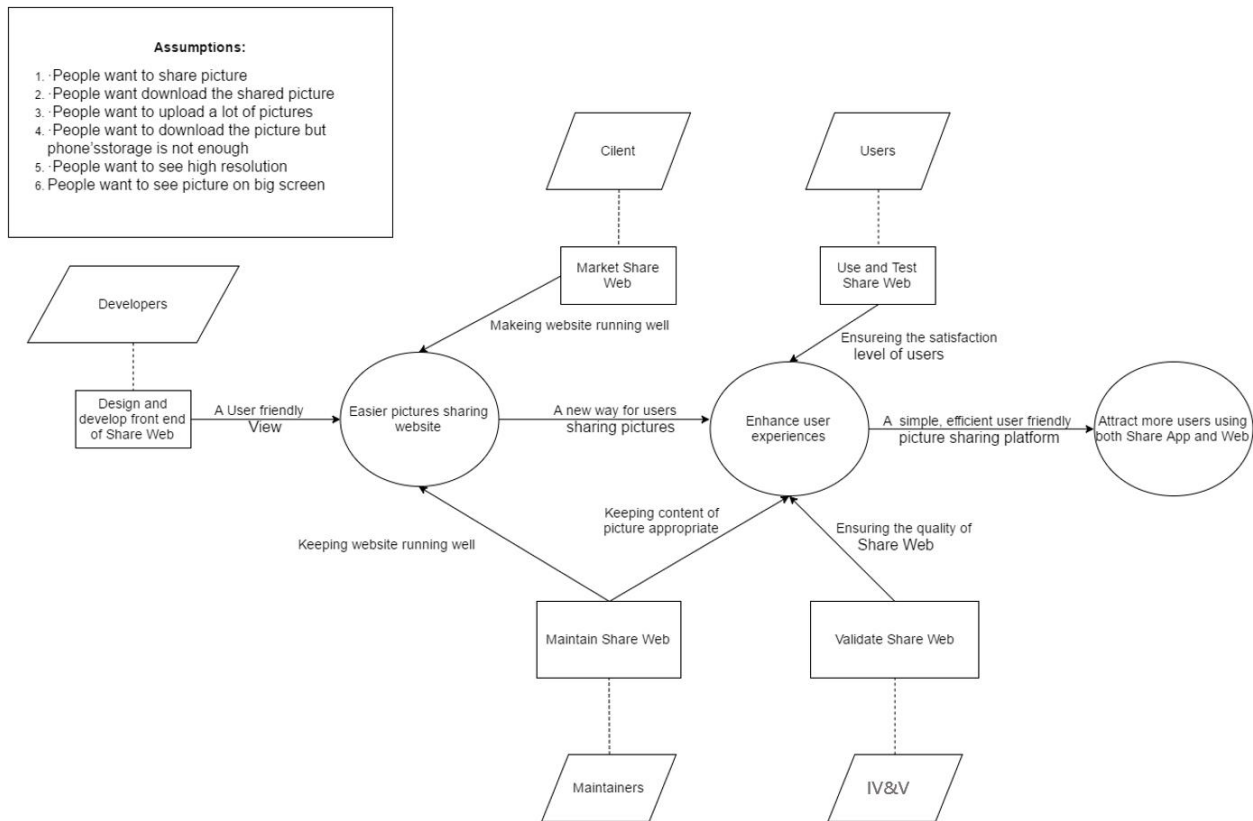 Assumptions:
1. ·People want to share picture
2. ·People want download the shared picture
3. ·People want to upload a lot of pictures
4. ·People want to download the picture but
phone'sstorage is not enough
5. ·People want to see high resolution
6. People want to see picture on big screen
Cilent
Users
Market Share
Web
Use and Test
Share Web
Developers
Makeing website running well
Ensureing the satisfaction
level of users
Design and
develop front end
of Share Web
A User friendly
View
Easier pictures sharing
website
A new way for users
sharing pictures
Enhance user
experiences
A simple, efficient user friendly
picture sharing platform
Attract more users using
both Share App and Web
Keeping website running well
Keeping content of
picture appropriate
Ensuring the quality of
Share Web
Maintain Share Web
Validate Share Web
Maintainers
IV&V